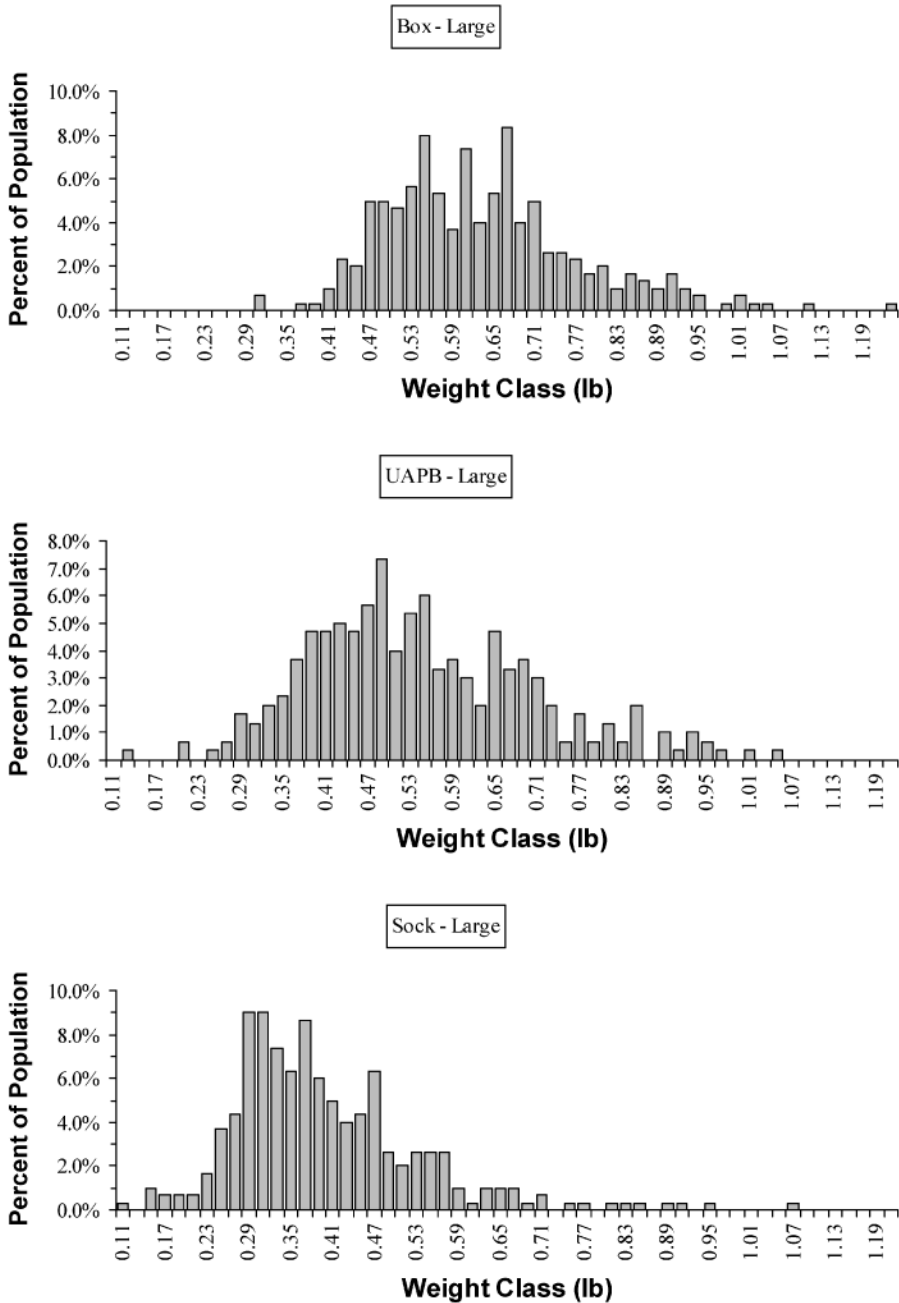 Box - Large
Percent of Population
10.0%
8.0%
6.0%
4.0%
2.0%
0.0%
0.11 0.17 0.23 0.29 0.35 0.41 0.47 0.53 0.59 0.65 0.71 0.77 0.83 0.89 0.95 1.01 1.07 1.13 1.19
Weight Class (lb)
UAPB - Large
Percent of Population
8.0%
7.0%
6.0%
5.0%
4.0%
3.0%
2.0%
1.0%
0.0%
0.11 0.17 0.23 0.29 0.35 0.41 0.47 0.53 0.59 0.65 0.71 0.77 0.83 0.89 0.95 1.01 1.07 1.13 1.19
Weight Class (lb)
Sock - Large
Percent of Population
10.0%
8.0%
6.0%
4.0%
2.0%
0.0%
0.11 0.17 0.23 0.29 0.35 0.41 0.47 0.53 0.59 0.65 0.71 0.77 0.83 0.89 0.95 1.01 1.07 1.13 1.19
Weight Class (lb)